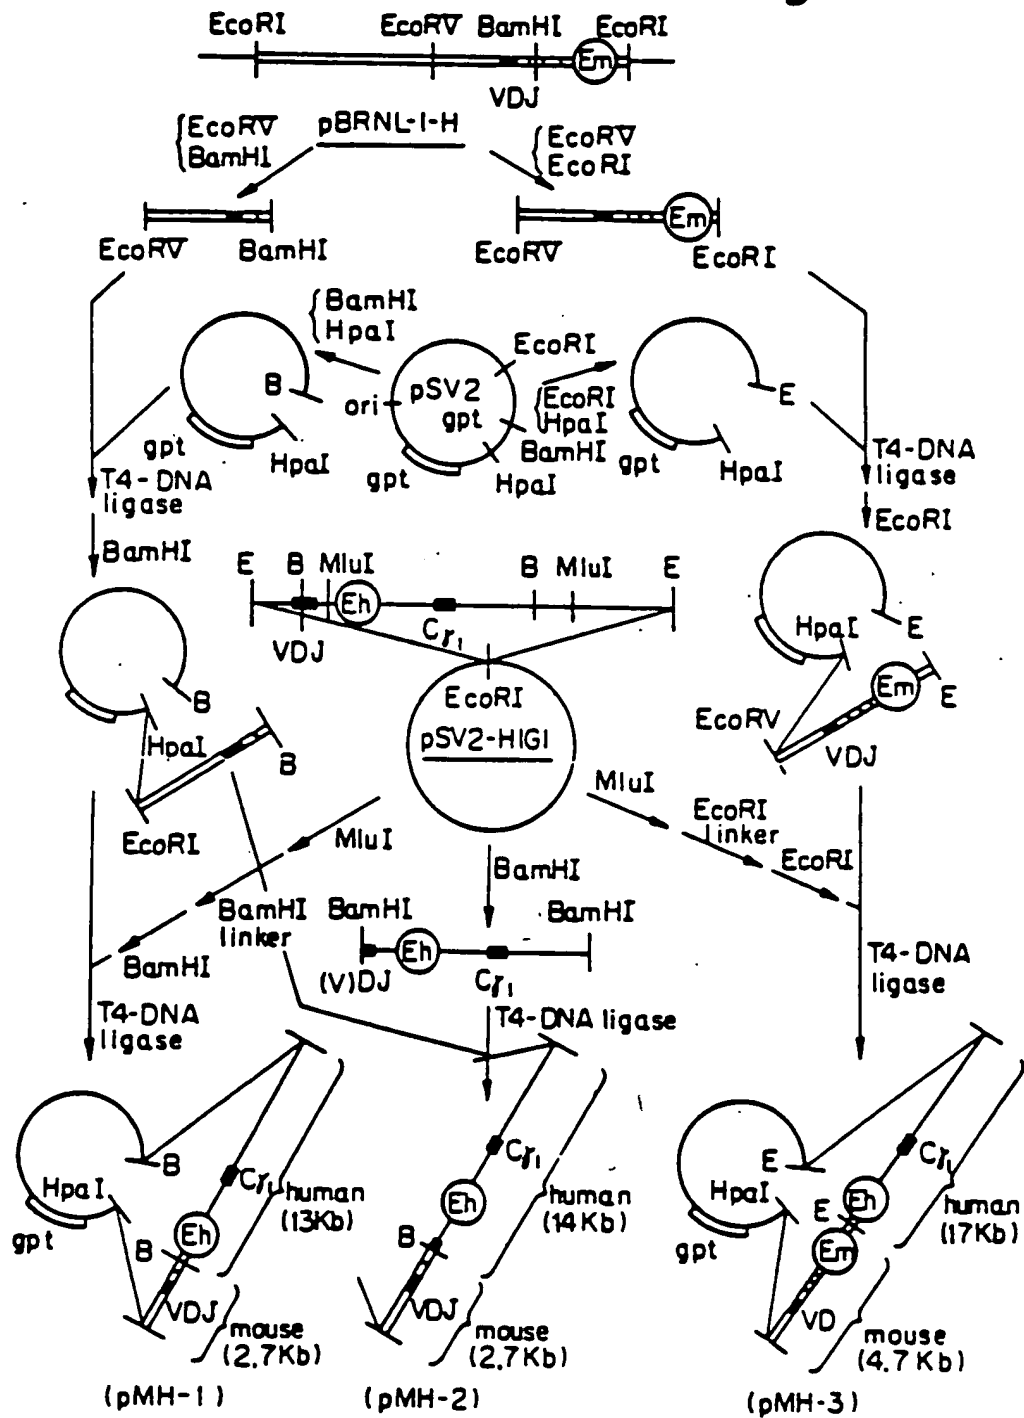 EcoRI EcoRV BamHI EcoRI
Em
VDJ
{EcoRV pBRNL-I-H {EcoRV
BamHI EcoRI
Em
EcoRV BamHI EcoRV EcoRI
{BamHI
HpaI
EcoRI
B ori pSV2 {EcoRI E
gpt HpaI
BamHI
gpt HpaI gpt HpaI gpt HpaI
T4-DNA T4-DNA
ligase ligase
BamHI EcoRI
E B MluI B MluI E
Eh
VDJ Cγ1
HpaI E
EcoRI
pSV2-HIGI
B
HpaI
B
EcoRI
Em
E
EcoRV
VDJ
MluI
EcoRI
linker
EcoRI
MluI
BamHI
BamHI
linker
BamHI
BamHI BamHI
Eh
(V)DJ Cγ1
T4-DNA
ligase
T4-DNA ligase
T4-DNA
ligase
B
HpaI
gpt
Cγ1
Eh
B
VDJ
human
(13Kb)
mouse
(2.7Kb)
(pMH-1)
Cγ1
Eh
B
VDJ
human
(14Kb)
mouse
(2.7Kb)
(pMH-2)
E
HpaI
gpt
Cγ1
Eh
E
Em
VD
human
(17Kb)
mouse
(4.7Kb)
(pMH-3)